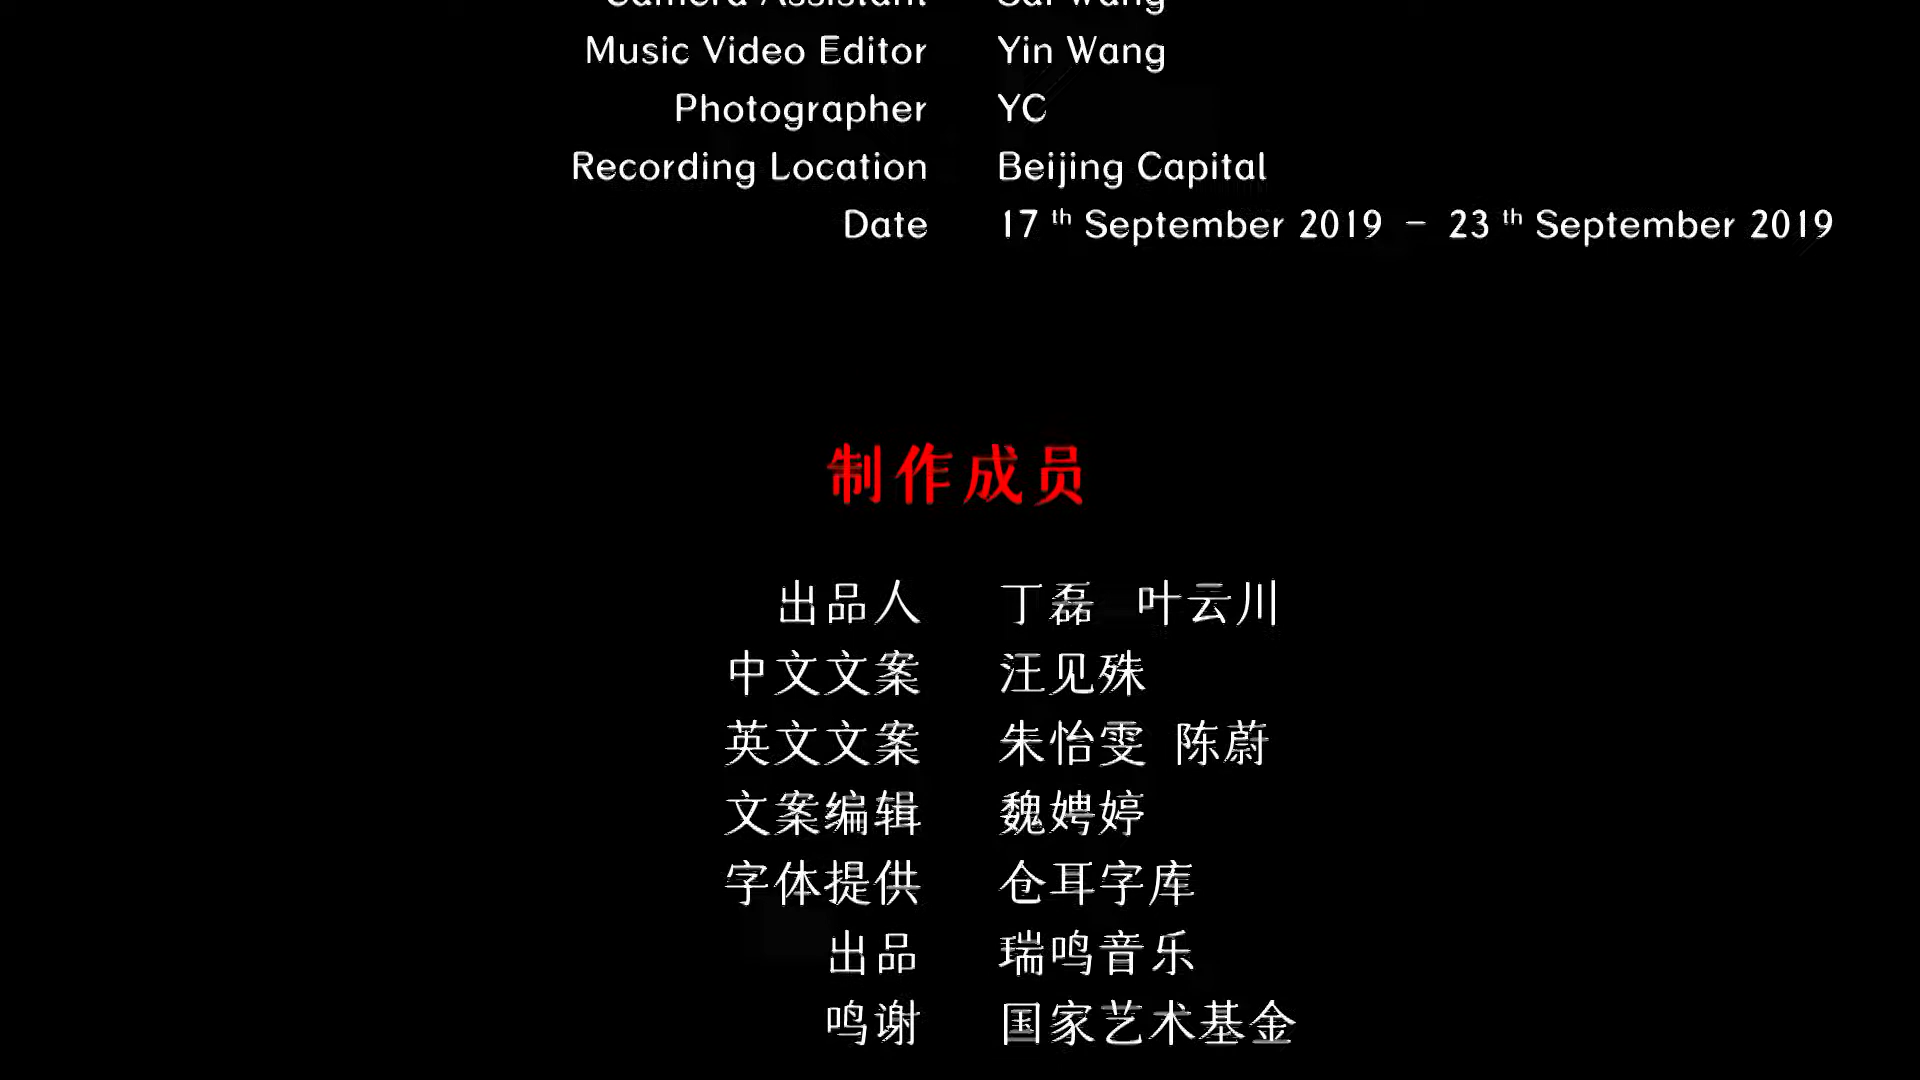 Camera Assistant Sai Wang
Music Video Editor Yin Wang
Photographer YC
Recording Location Beijing Capital
Date 17 th September 2019 – 23 th September 2019
制作成员
出品人 丁磊 叶云川
中文文案 汪见殊
英文文案 朱怡雯 陈蔚
文案编辑 魏娉婷
字体提供 仓耳字库
出品 瑞鸣音乐
鸣谢 国家艺术基金